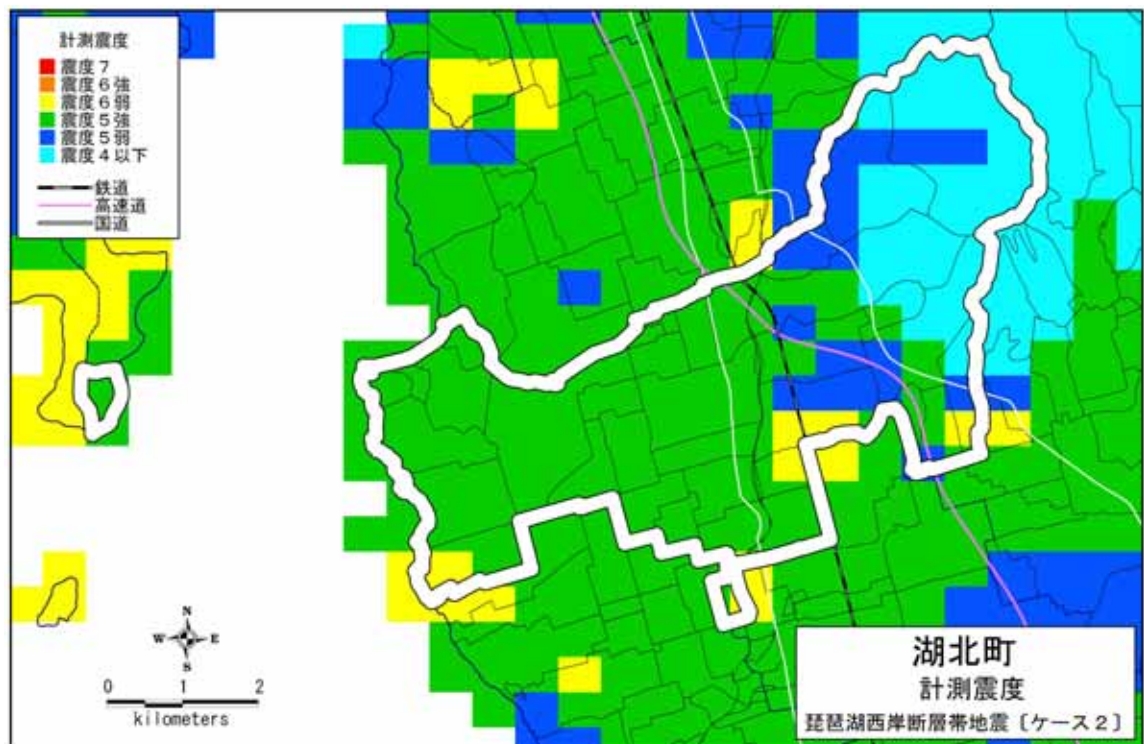 計測震度
震度７
震度６強
震度６弱
震度５強
震度５弱
震度４以下
鉄道
高速道
国道
N
W E
S
0 1 2
kilometers
湖北町
計測震度
琵琶湖西岸断層帯地震〔ケース２〕